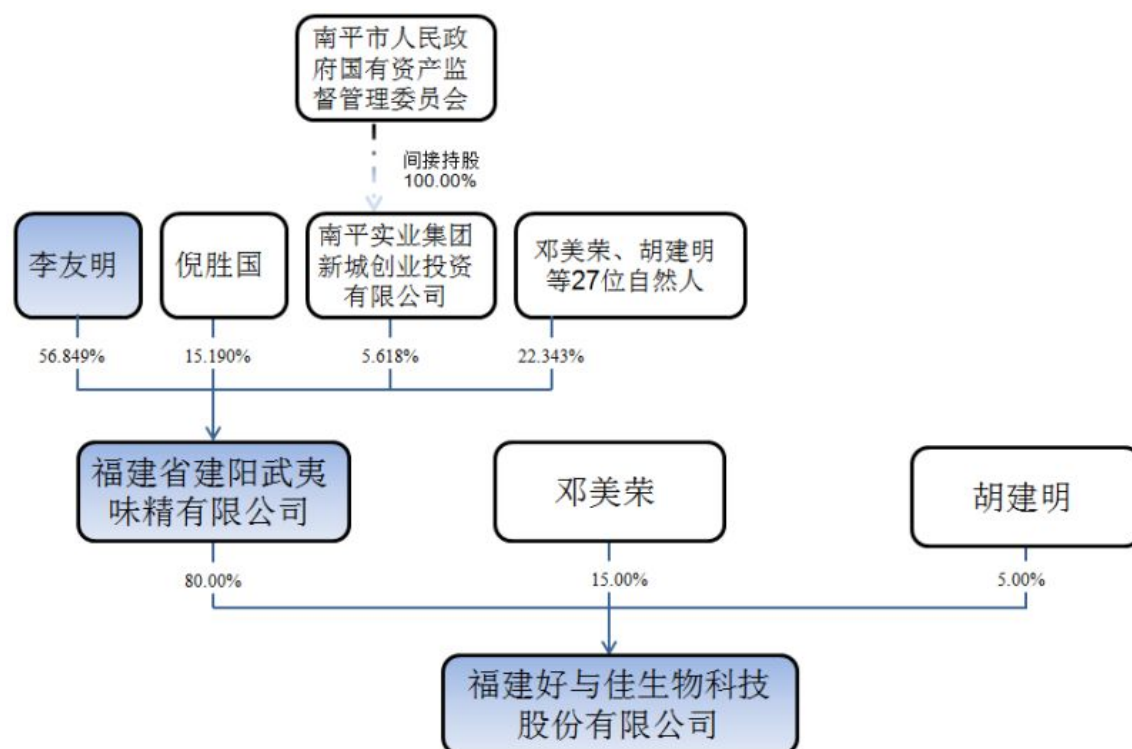 南平市人民政
府国有资产监
督管理委员会
间接持股
100.00%
李友明
倪胜国
南平实业集团
新城创业投资
有限公司
邓美荣、胡建明
等27位自然人
56.849%
15.190%
5.618%
22.343%
福建省建阳武夷
味精有限公司
邓美荣
胡建明
80.00%
15.00%
5.00%
福建好与佳生物科技
股份有限公司